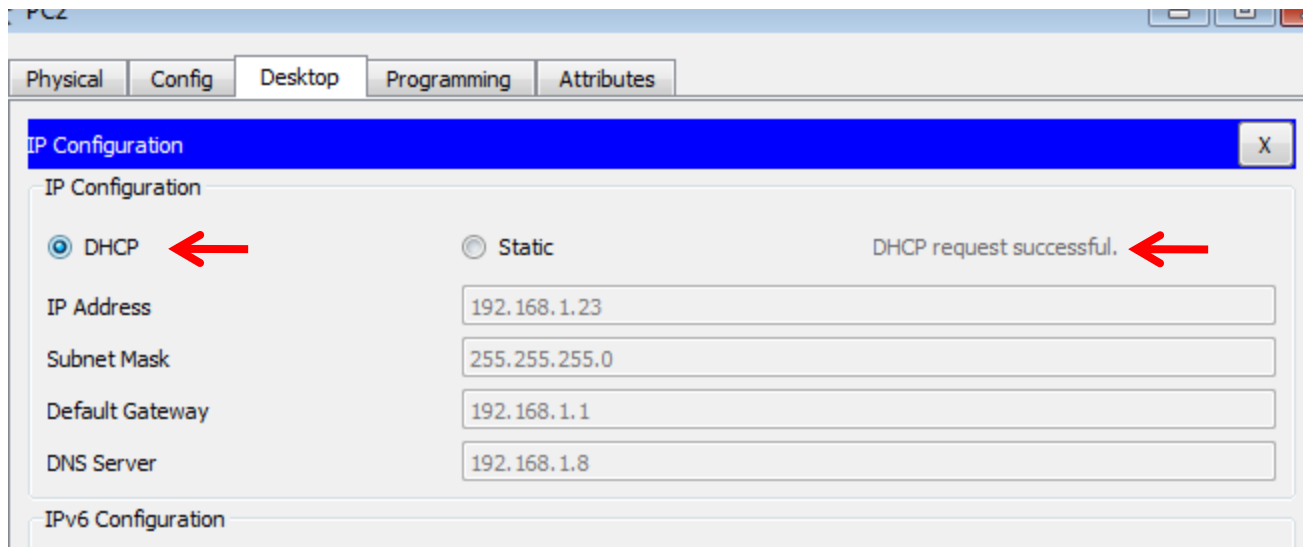 PC2
Physical Config Desktop Programming Attributes
IP Configuration X
IP Configuration
DHCP Static DHCP request successful.
IP Address 192.168.1.23
Subnet Mask 255.255.255.0
Default Gateway 192.168.1.1
DNS Server 192.168.1.8
IPv6 Configuration